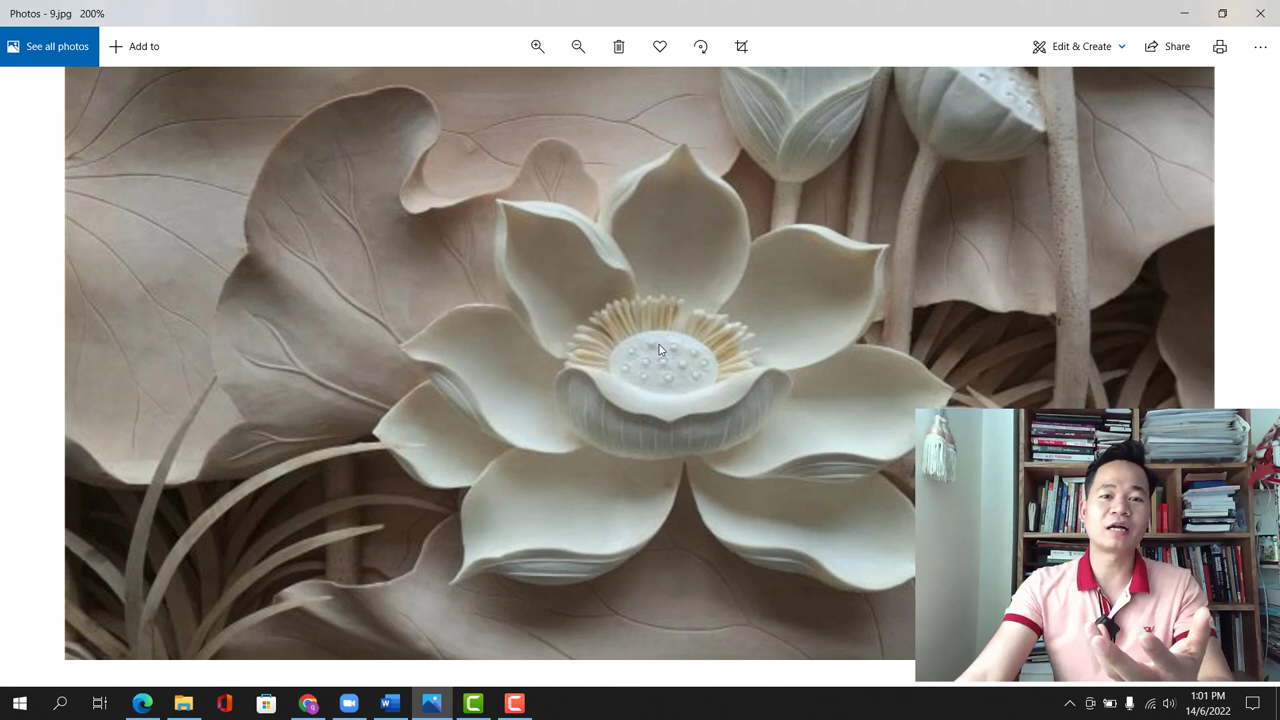 Photos - 9.jpg 200%
See all photos
Add to
Edit & Create
Share
1:01 PM
14/6/2022